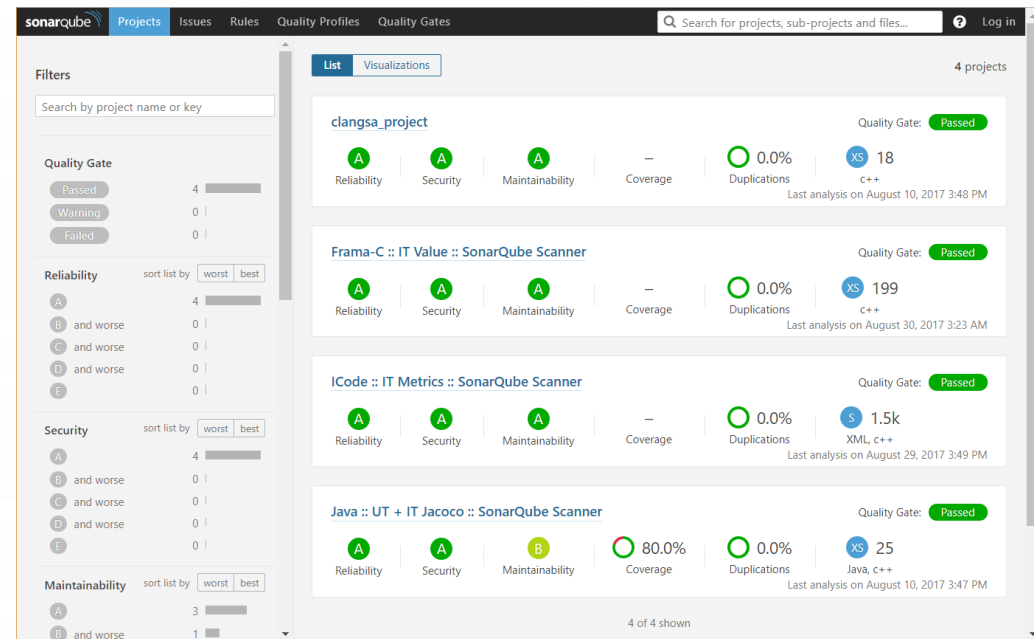 sonarqube Projects Issues Rules Quality Profiles Quality Gates Search for projects, sub-projects and files... ? Log in
Filters
Search by project name or key
Quality Gate
Passed 4
Warning 0
Failed 0
Reliability sort list by worst best
A 4
B and worse 0
C and worse 0
D and worse 0
E 0
Security sort list by worst best
A 4
B and worse 0
C and worse 0
D and worse 0
E 0
Maintainability sort list by worst best
A 3
B and worse 1
List Visualizations 4 projects
clangsa_project Quality Gate: Passed
A A A – 0.0% XS 18
Reliability Security Maintainability Coverage Duplications c++
Last analysis on August 10, 2017 3:48 PM
Frama-C :: IT Value :: SonarQube Scanner Quality Gate: Passed
A A A – 0.0% XS 199
Reliability Security Maintainability Coverage Duplications c++
Last analysis on August 30, 2017 3:23 AM
ICode :: IT Metrics :: SonarQube Scanner Quality Gate: Passed
A A A – 0.0% S 1.5k
Reliability Security Maintainability Coverage Duplications XML, c++
Last analysis on August 29, 2017 3:49 PM
Java :: UT + IT Jacoco :: SonarQube Scanner Quality Gate: Passed
A A B 80.0% 0.0% XS 25
Reliability Security Maintainability Coverage Duplications Java, c++
Last analysis on August 10, 2017 3:47 PM
4 of 4 shown